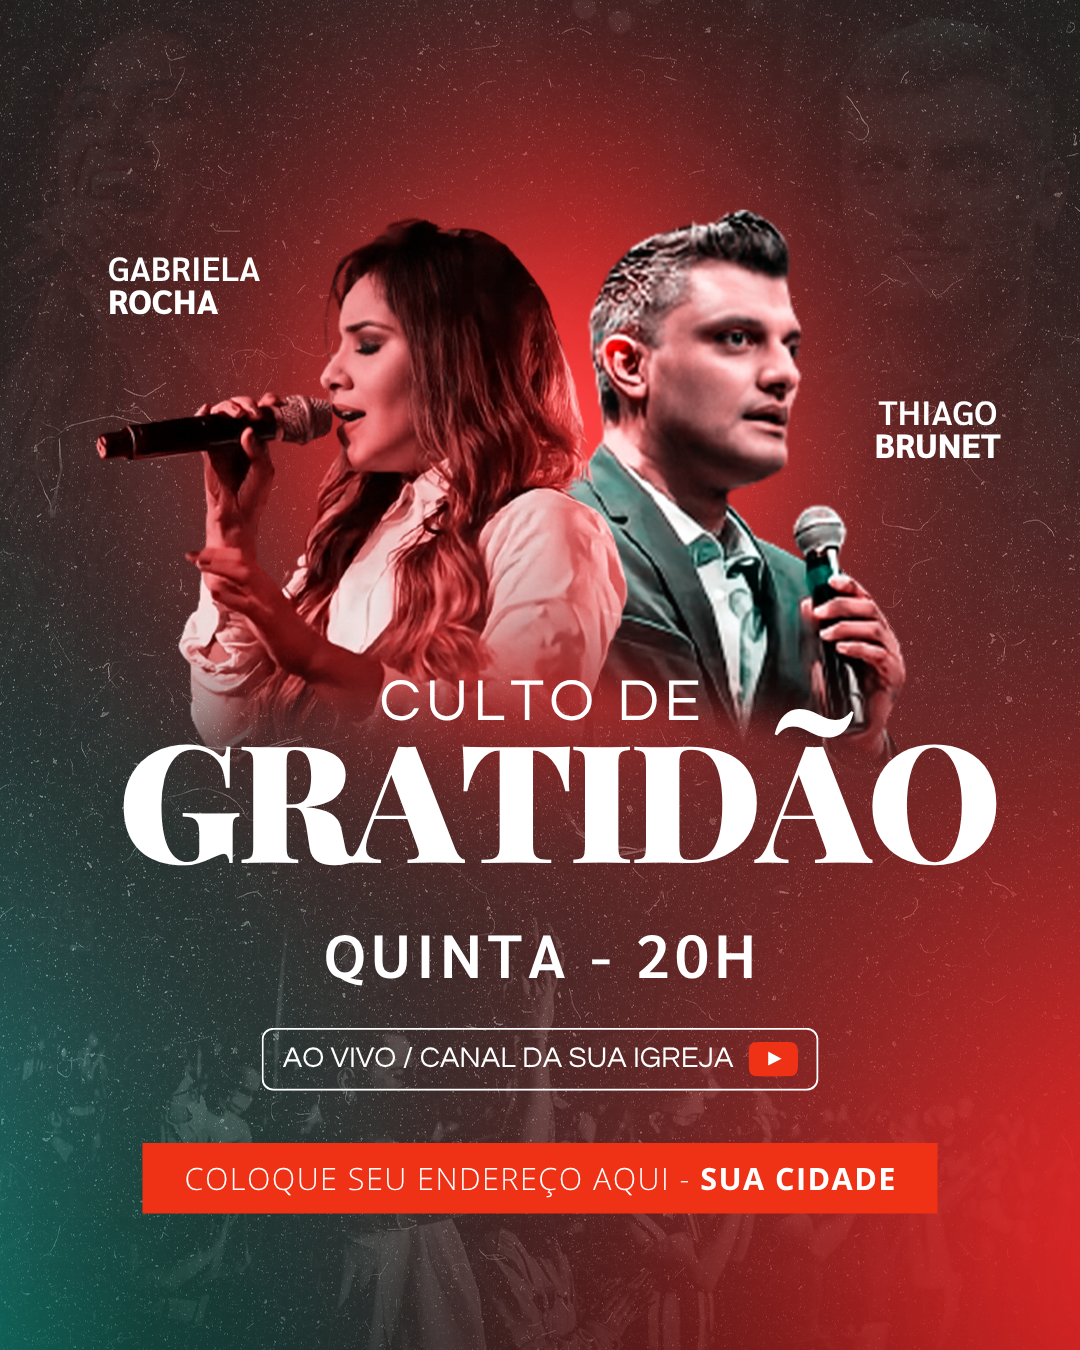 GABRIELA
ROCHA
THIAGO
BRUNET
CULTO DE
GRATIDÃO
QUINTA - 20H
AO VIVO / CANAL DA SUA IGREJA
COLOQUE SEU ENDEREÇO AQUI - SUA CIDADE